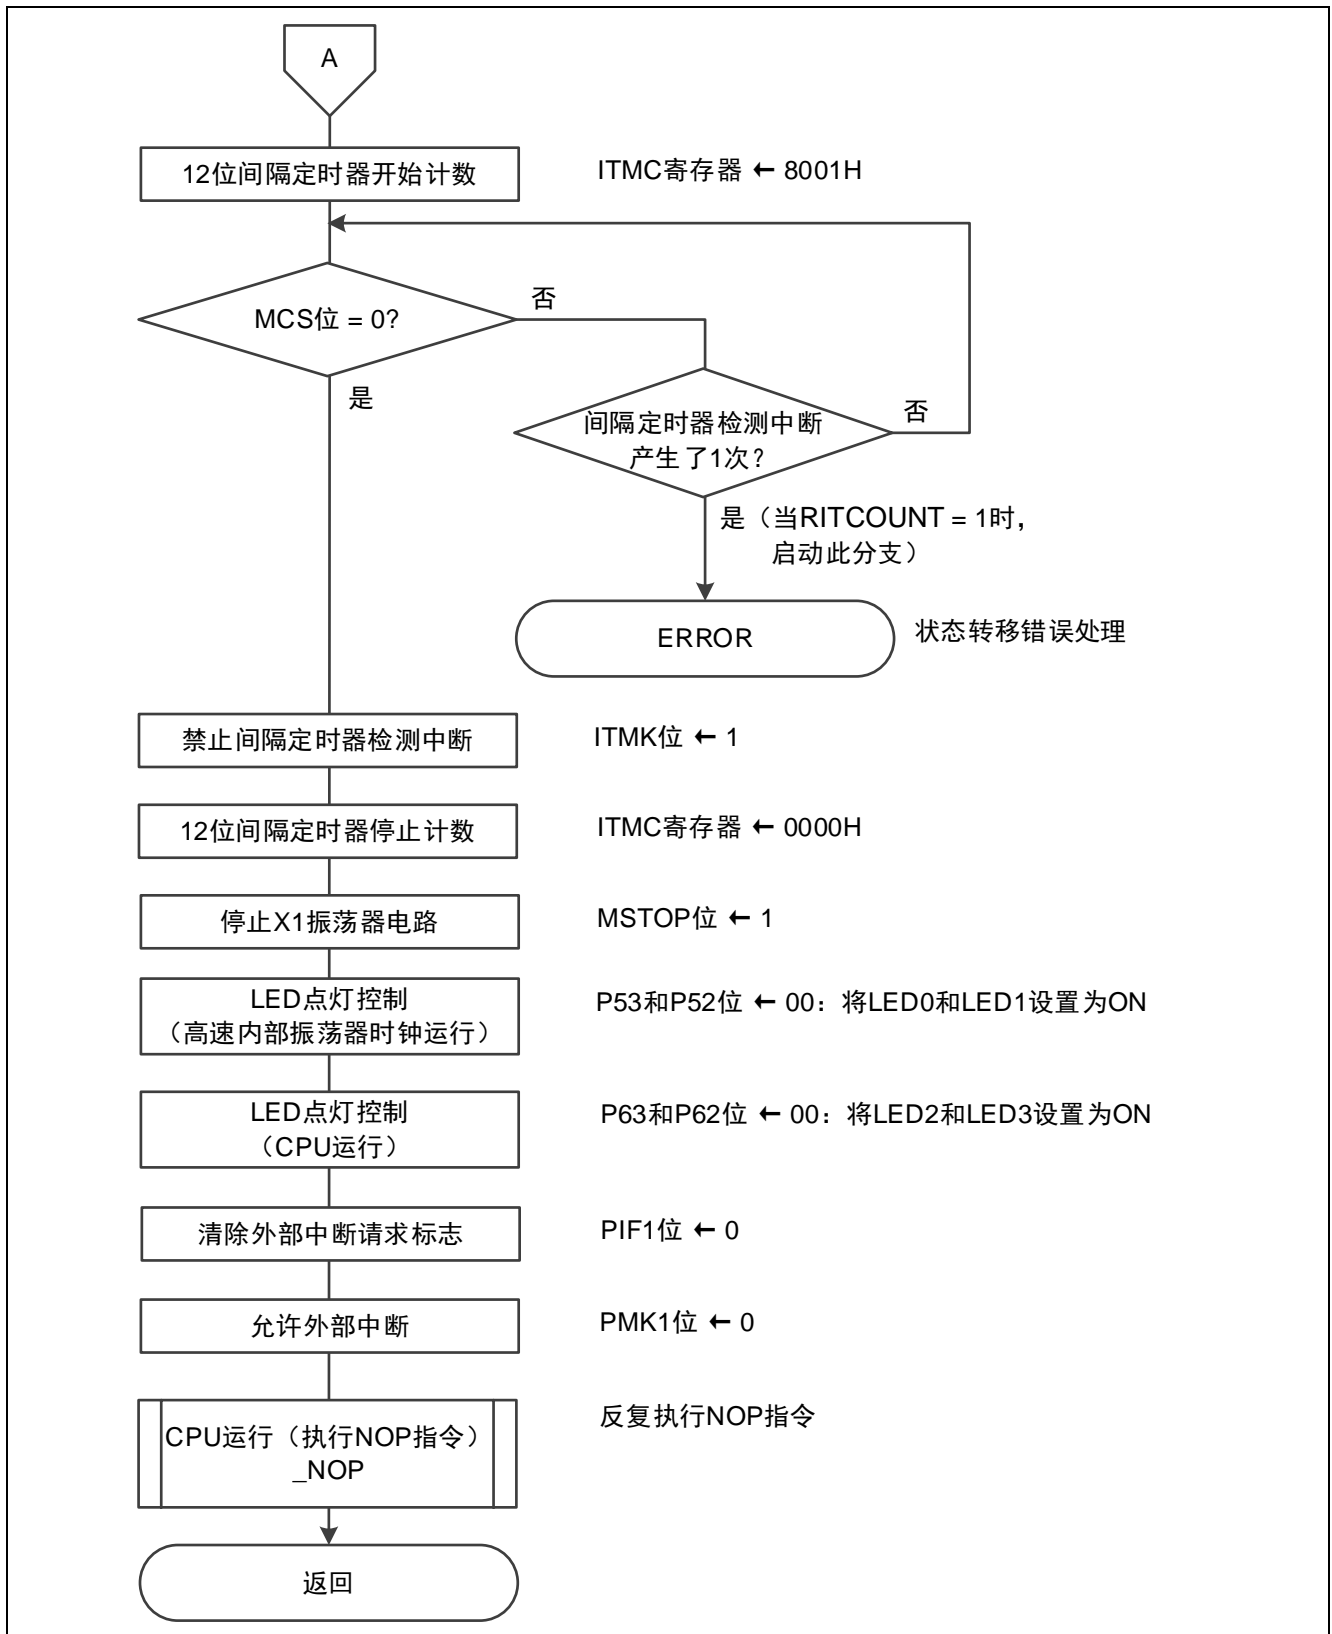 A
12位间隔定时器开始计数
ITMC寄存器 ← 8001H
MCS位 = 0?
否
是
间隔定时器检测中断
产生了1次?
否
是（当RITCOUNT = 1时，
启动此分支）
ERROR
状态转移错误处理
禁止间隔定时器检测中断
ITMK位 ← 1
12位间隔定时器停止计数
ITMC寄存器 ← 0000H
停止X1振荡器电路
MSTOP位 ← 1
LED点灯控制
（高速内部振荡器时钟运行）
P53和P52位 ← 00：将LED0和LED1设置为ON
LED点灯控制
（CPU运行）
P63和P62位 ← 00：将LED2和LED3设置为ON
清除外部中断请求标志
PIF1位 ← 0
允许外部中断
PMK1位 ← 0
CPU运行（执行NOP指令）
_NOP
反复执行NOP指令
返回